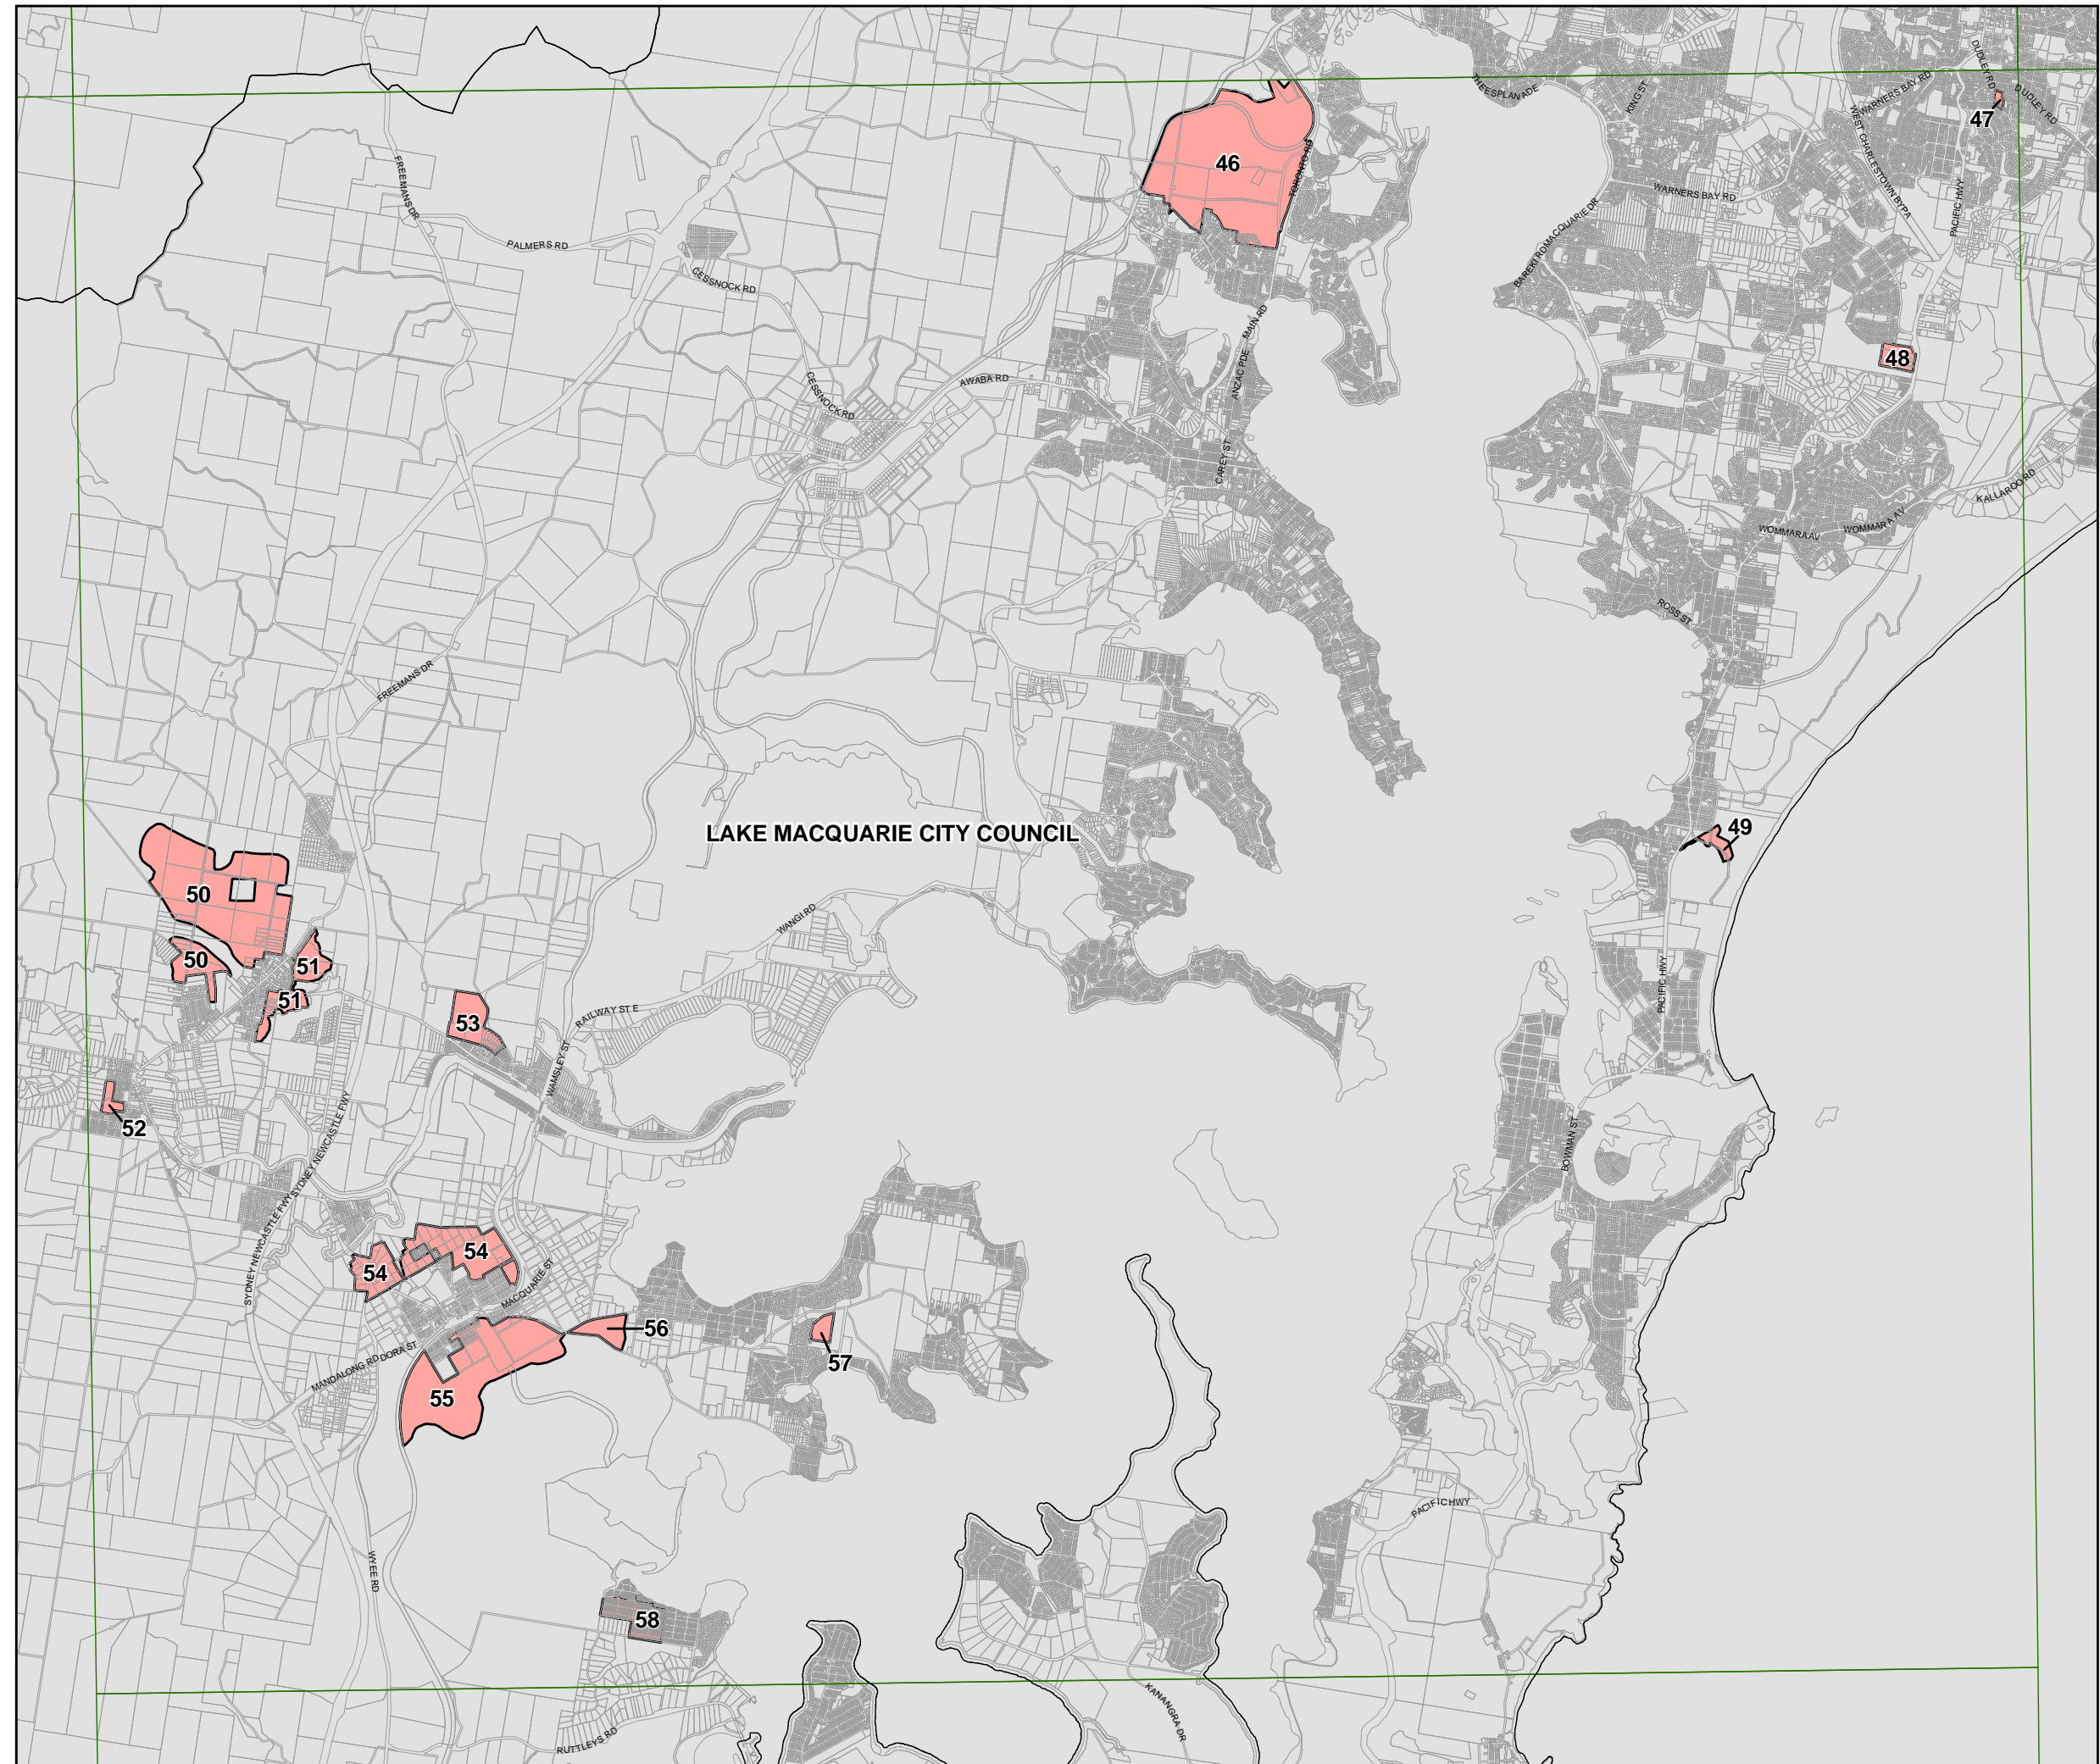 DUDLEY RD
THE ESPLANADE
KING ST
WARNERS BAY RD
DUDLEY RD
47
46
TORONTO RD
WEST CHARLESTOWN BYPA
FREEMANS DR
WARNERS BAY RD
PACIFIC HWY
PALMERS RD
BAREKI RD
MACQUARIE DR
CESSNOCK RD
MAIN RD
48
ANZAC PDE
AWABA RD
CESSNOCK RD
CAREY ST
KALLAROO RD
WOMMARA AV
WOMMARA AV
ROSS ST
FREEMANS DR
LAKE MACQUARIE CITY COUNCIL
49
50
WANGI RD
50
51
PACIFIC HWY
51
53
RAILWAY ST E
WAMSLEY ST
52
SYDNEY NEWCASTLE FWY
BOWMAN ST
SYDNEY NEWCASTLE FWY
54
54
MACQUARIE ST
56
57
MANDALONG RD
DORA ST
55
PACIFIC HWY
WYEE RD
58
KANANGRA DR
RUTTLEYS RD